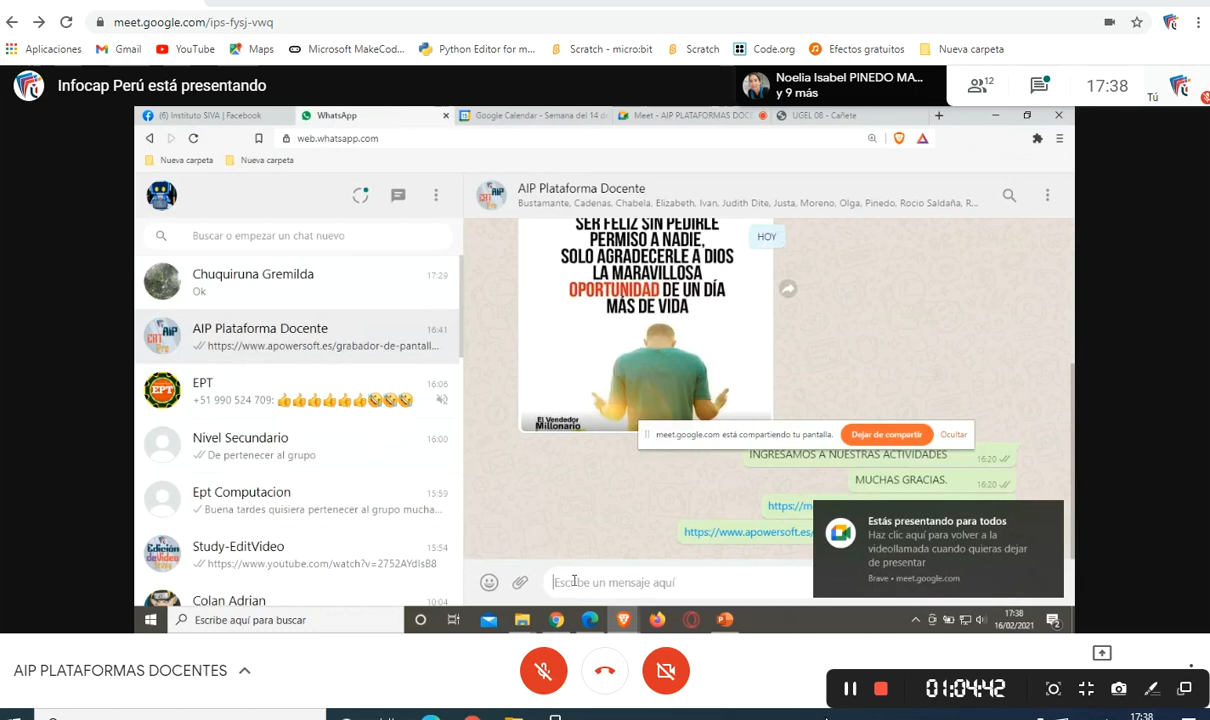 meet.google.com/ips-fysj-vwq
Aplicaciones
Gmail
YouTube
Maps
Microsoft MakeCod...
Python Editor for m...
Scratch - micro:bit
Scratch
Code.org
Efectos gratuitos
Nueva carpeta
Infocap Perú está presentando
Noelia Isabel PINEDO MA...
y 9 más
12
17:38
Tú
(6) Instituto SIVA | Facebook
WhatsApp
Google Calendar - Semana del 14 d
Meet - AIP PLATAFORMAS DOCE
UGEL 08 - Cañete
web.whatsapp.com
Nueva carpeta
Nueva carpeta
AIP Plataforma Docente
Bustamante, Cadenas, Chabela, Elizabeth, Ivan, Judith Dite, Justa, Moreno, Olga, Pinedo, Rocio Saldaña, R...
Buscar o empezar un chat nuevo
Chuquiruna Gremilda
17:29
Ok
AIP Plataforma Docente
16:41
https://www.apowersoft.es/grabador-de-pantall...
EPT
16:06
+51 990 524 709:
Nivel Secundario
16:00
De pertenecer al grupo
Ept Computacion
15:59
Buena tardes quisiera pertenecer al grupo mucha...
Study-EditVideo
15:54
https://www.youtube.com/watch?v=2752AYdIsB8
Colan Adrian
10:04
SER FELIZ SIN PEDIRLE
PERMISO A NADIE,
SOLO AGRADECERLE A DIOS
LA MARAVILLOSA
OPORTUNIDAD DE UN DÍA
MÁS DE VIDA
El Vendedor
Millonario
HOY
meet.google.com está compartiendo tu pantalla.
Dejar de compartir
Ocultar
INGRESAMOS A NUESTRAS ACTIVIDADES
16:20
MUCHAS GRACIAS.
16:20
https://m
https://www.apowersoft.es/
Estás presentando para todos
Haz clic aquí para volver a la
videollamada cuando quieras dejar
de presentar
Brave • meet.google.com
Escribe un mensaje aquí
Escribe aquí para buscar
17:38
16/02/2021
2
AIP PLATAFORMAS DOCENTES
01:04:42
17:38